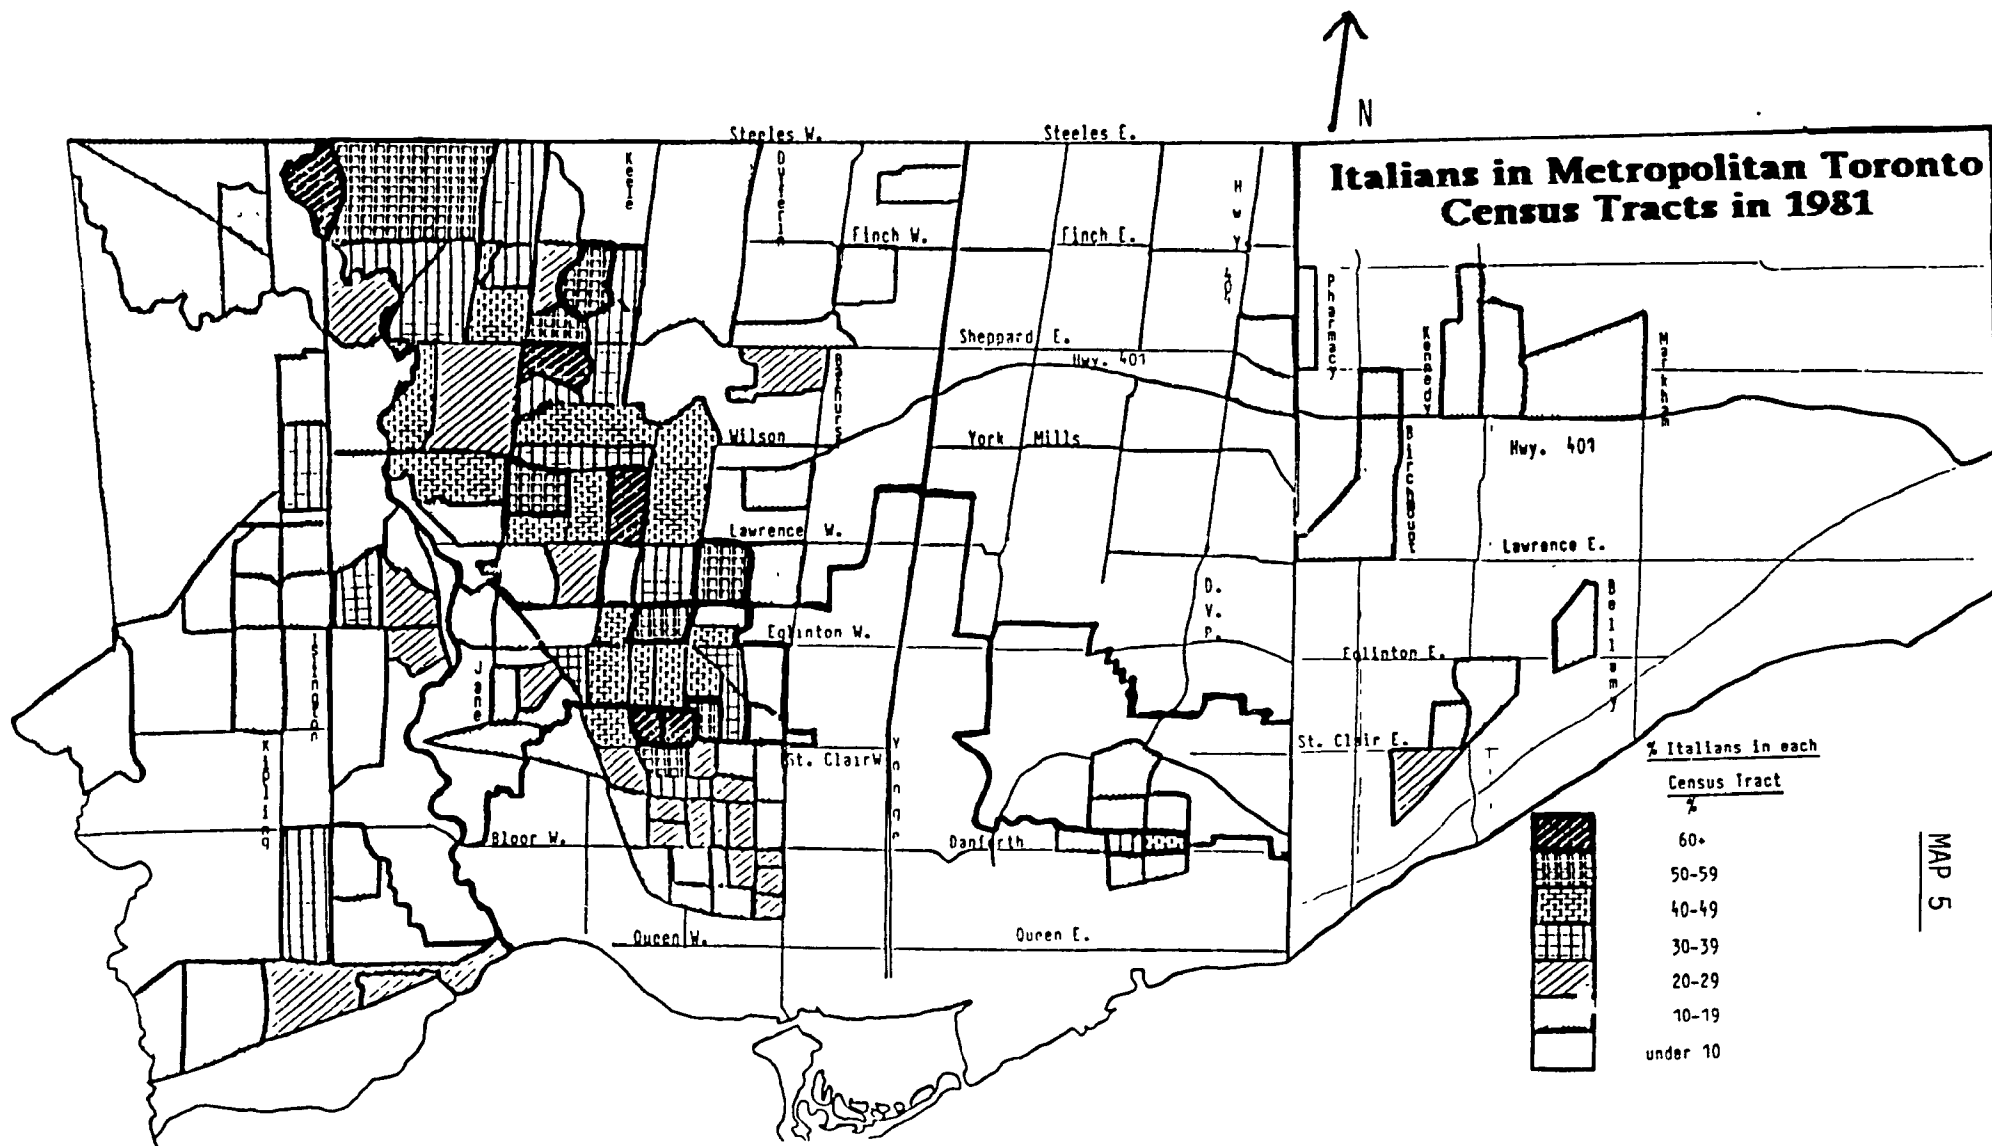 N
Italians in Metropolitan Toronto
Census Tracts in 1981
Steeles W.
Steeles E.
Keele
Dufferin
Hwy. 404
Finch W.
Finch E.
Pharmacy
Kennedy
Markham
Sheppard E.
Hwy. 401
Bathurst
Wilson
York Mills
Birchmount
Hwy. 401
Lawrence W.
Lawrence E.
D.V.P.
Bellamy
Eglinton W.
Eglinton E.
Islington
Jane
Kipling
St. Clair W
Yonge
St. Clair E.
Bloor W.
Danforth
Queen W.
Queen E.
% Italians in each
Census Tract
%
60+
50-59
40-49
30-39
20-29
10-19
under 10
MAP 5